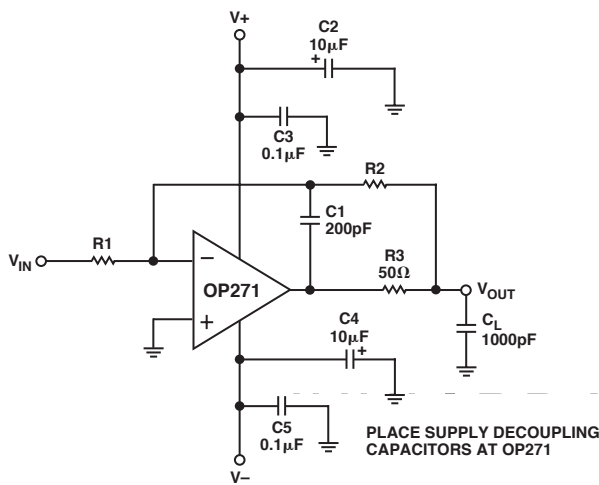 V+
C2
10µF
+
C3
0.1µF
R2
C1
200pF
R1
R3
50Ω
VIN
−
OP271
VOUT
+
C4
10µF
+
CL
1000pF
C5
0.1µF
PLACE SUPPLY DECOUPLING
CAPACITORS AT OP271
V−